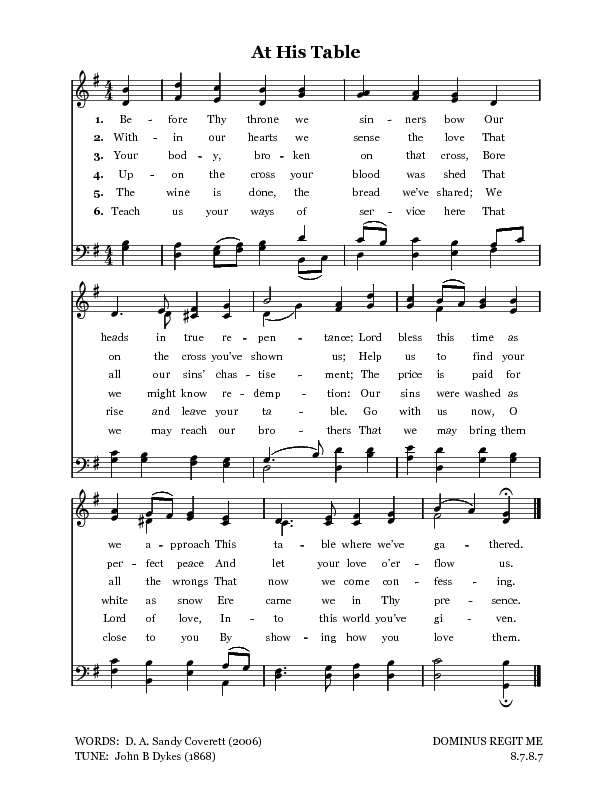 At His Table
1. Be - fore Thy throne we sin - ners bow Our
2. With - in our hearts we sense the love That
3. Your bod - y, bro - ken on that cross, Bore
4. Up - on the cross your blood was shed That
5. The wine is done, the bread we've shared; We
6. Teach us your ways of ser - vice here That
heads in true re - pen - tance; Lord bless this time as
on the cross you've shown us; Help us to find your
all our sins' chas - tise - ment; The price is paid for
we might know re - demp - tion: Our sins were washed as
rise and leave your ta - ble. Go with us now, O
we may reach our bro - thers That we may bring them
we a - pproach This ta - ble where we've ga - thered.
per - fect peace And let your love o'er - flow us.
all the wrongs That now we come con - fess - ing.
white as snow Ere came we in Thy pre - sence.
Lord of love, In - to this world you've gi - ven.
close to you By show - ing how you love them.
WORDS: D. A. Sandy Coverett (2006) DOMINUS REGIT ME
TUNE: John B Dykes (1868) 8.7.8.7